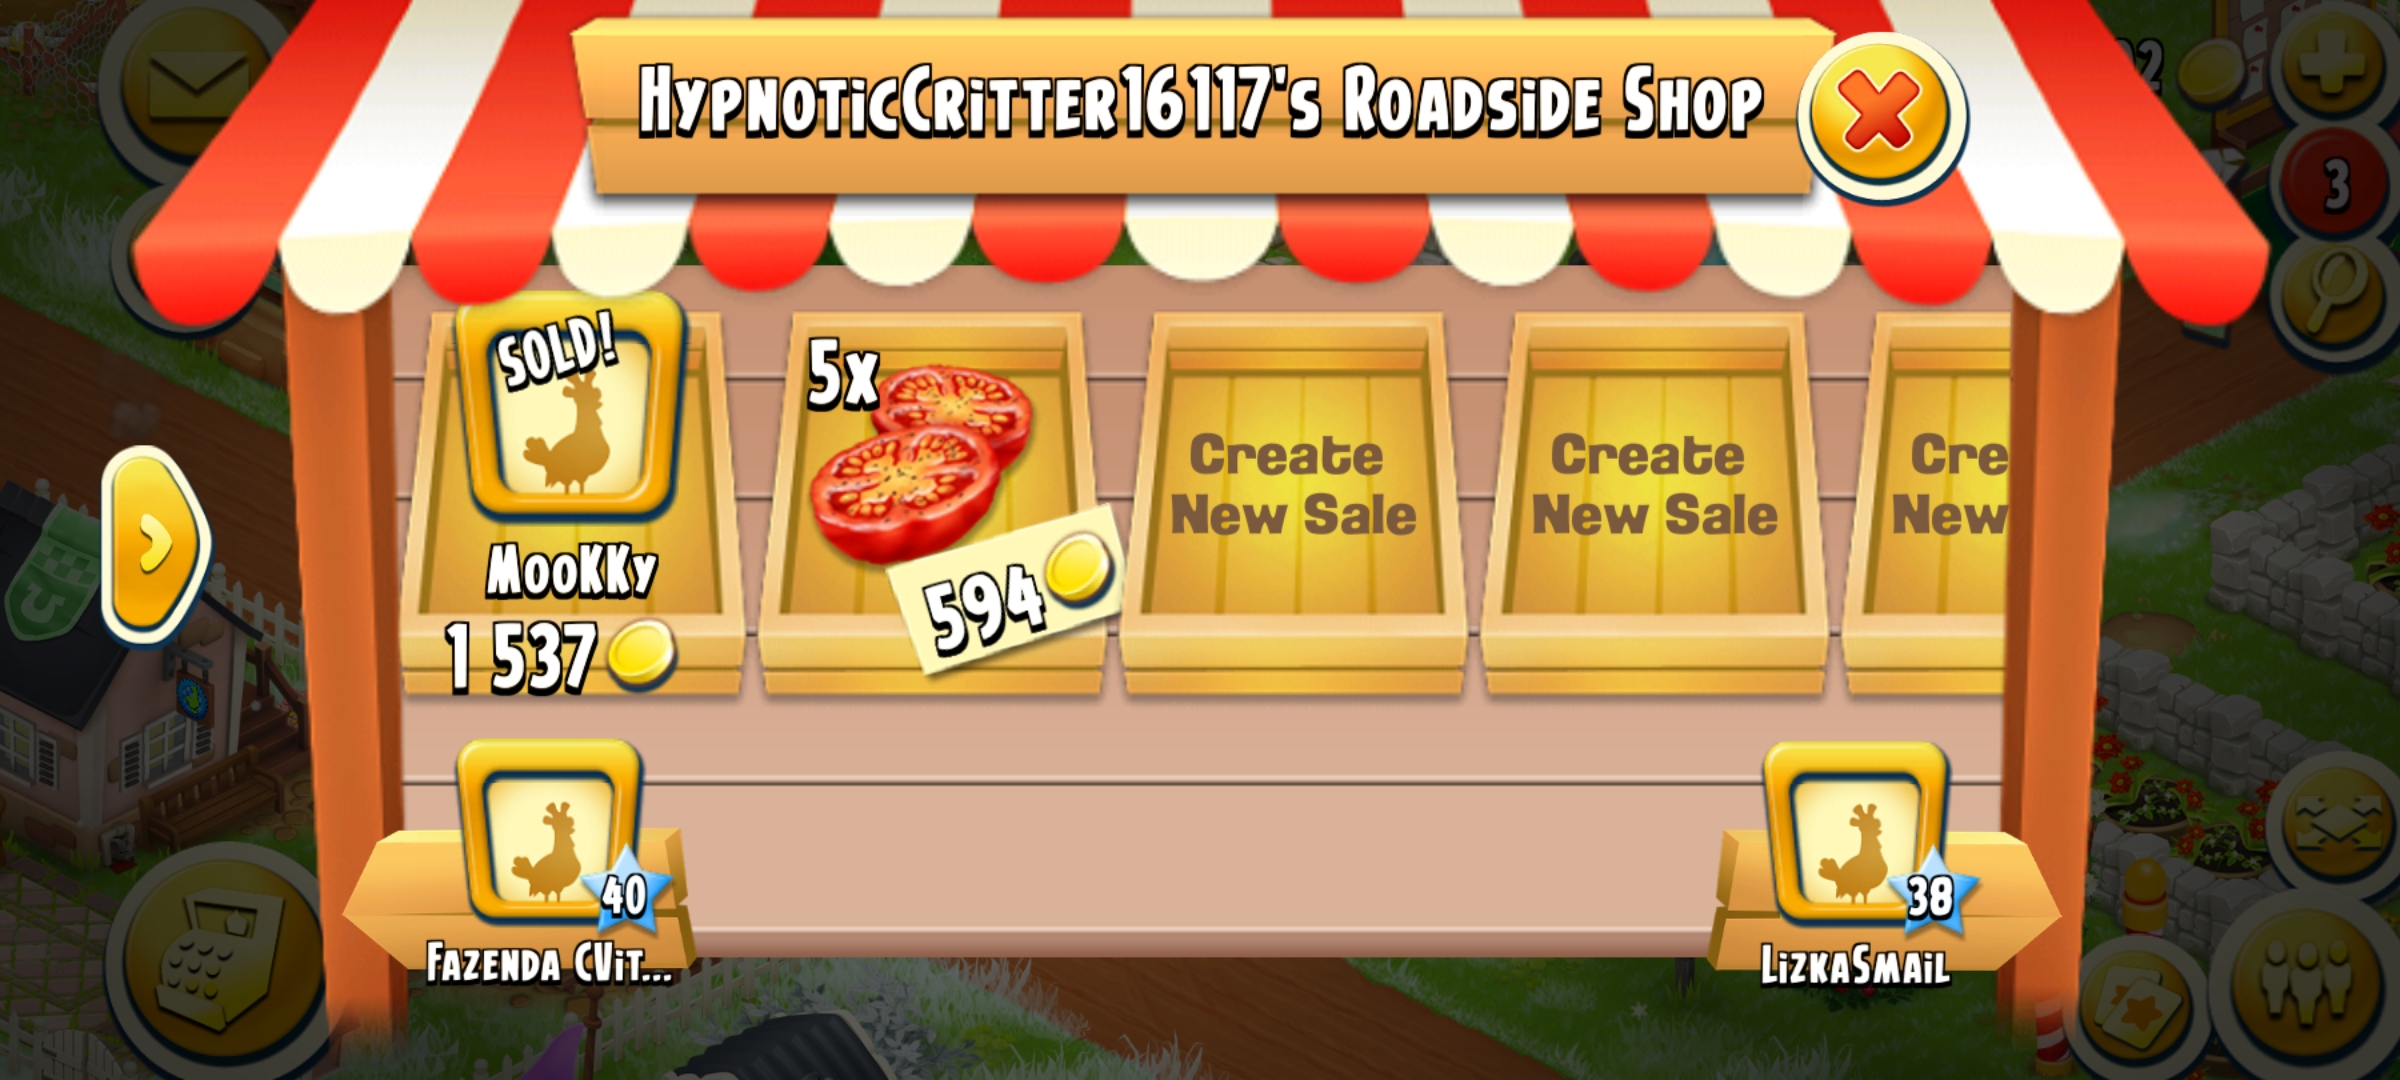 HypnoticCritter16117's Roadside Shop
3
SOLD!
MooKKy
1 537
5x
594
Create
New Sale
Create
New Sale
Cre
New
40
Fazenda CVit...
38
LizkaSmail